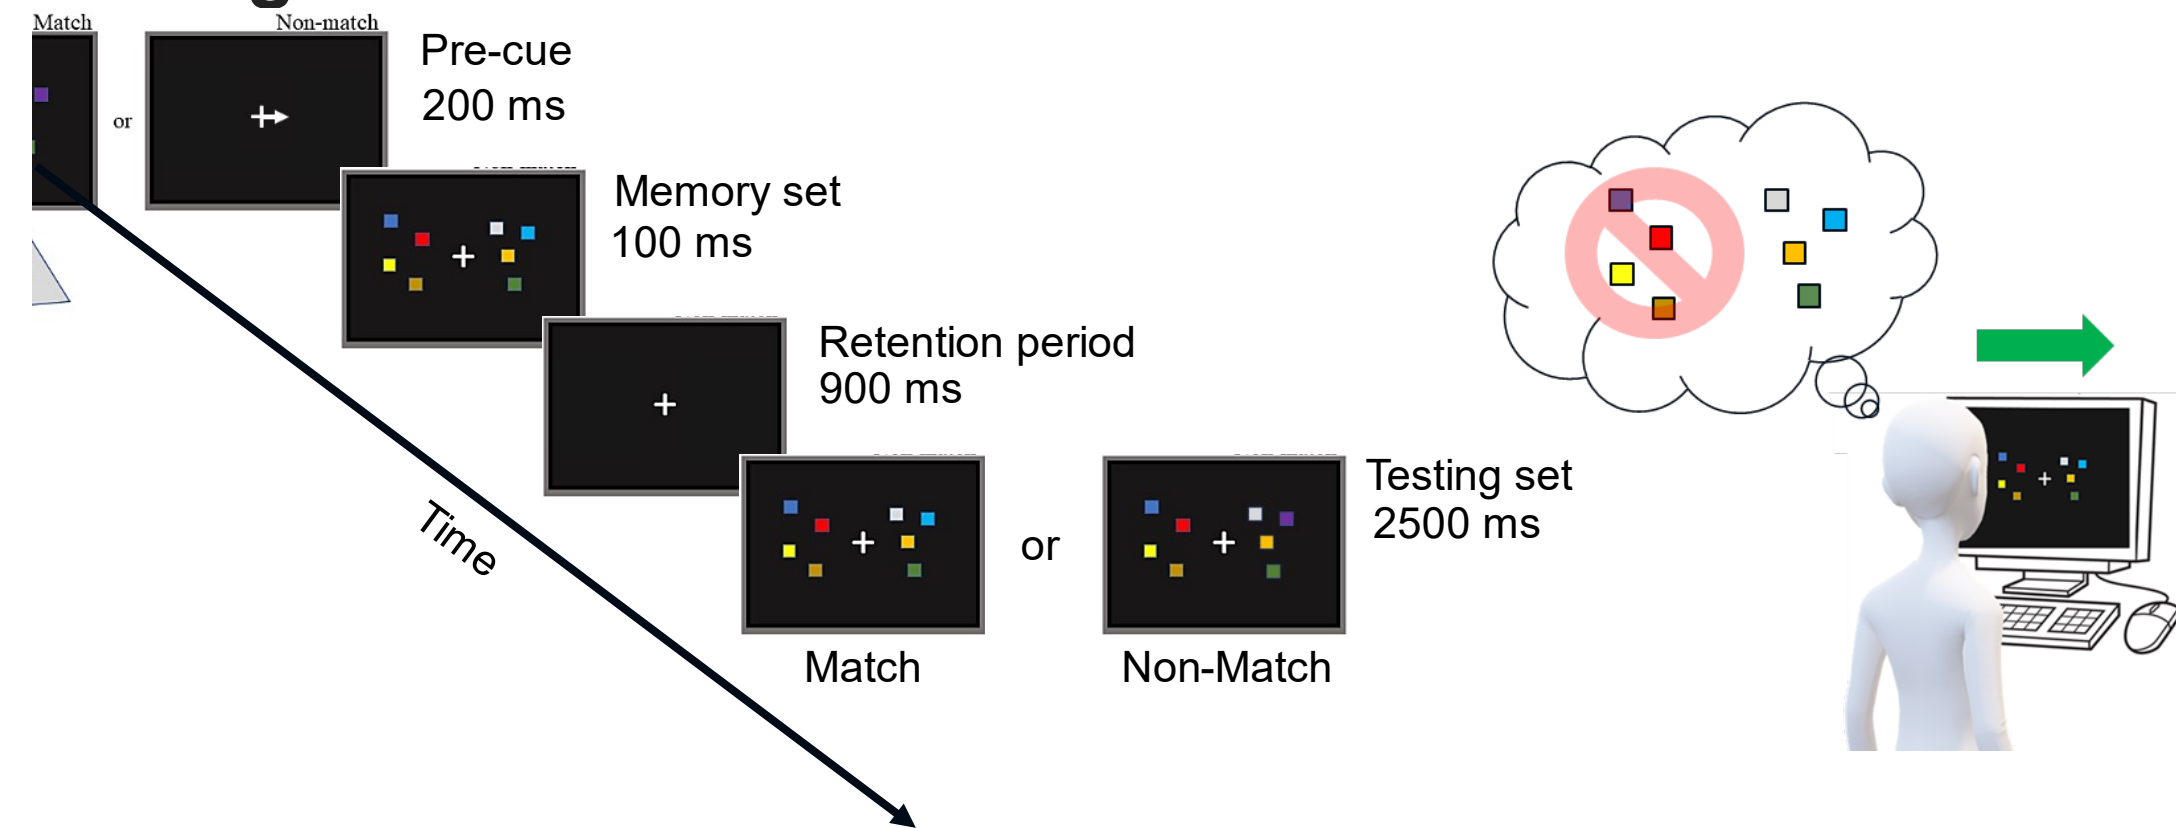 Match
Non-match
or
Pre-cue
200 ms
Memory set
100 ms
Retention period
900 ms
Testing set
2500 ms
or
Time
Match
Non-Match